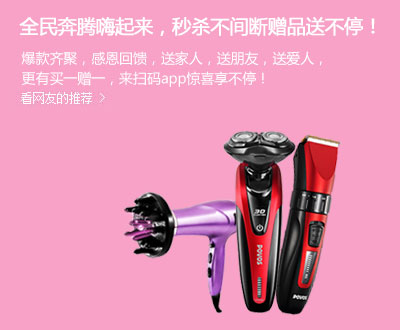 全民奔腾嗨起来，秒杀不间断赠品送不停！
爆款齐聚，感恩回馈，送家人，送朋友，送爱人，
更有买一赠一，来扫码app惊喜享不停！
看网友的推荐 >
3D
POVOS
POVOS